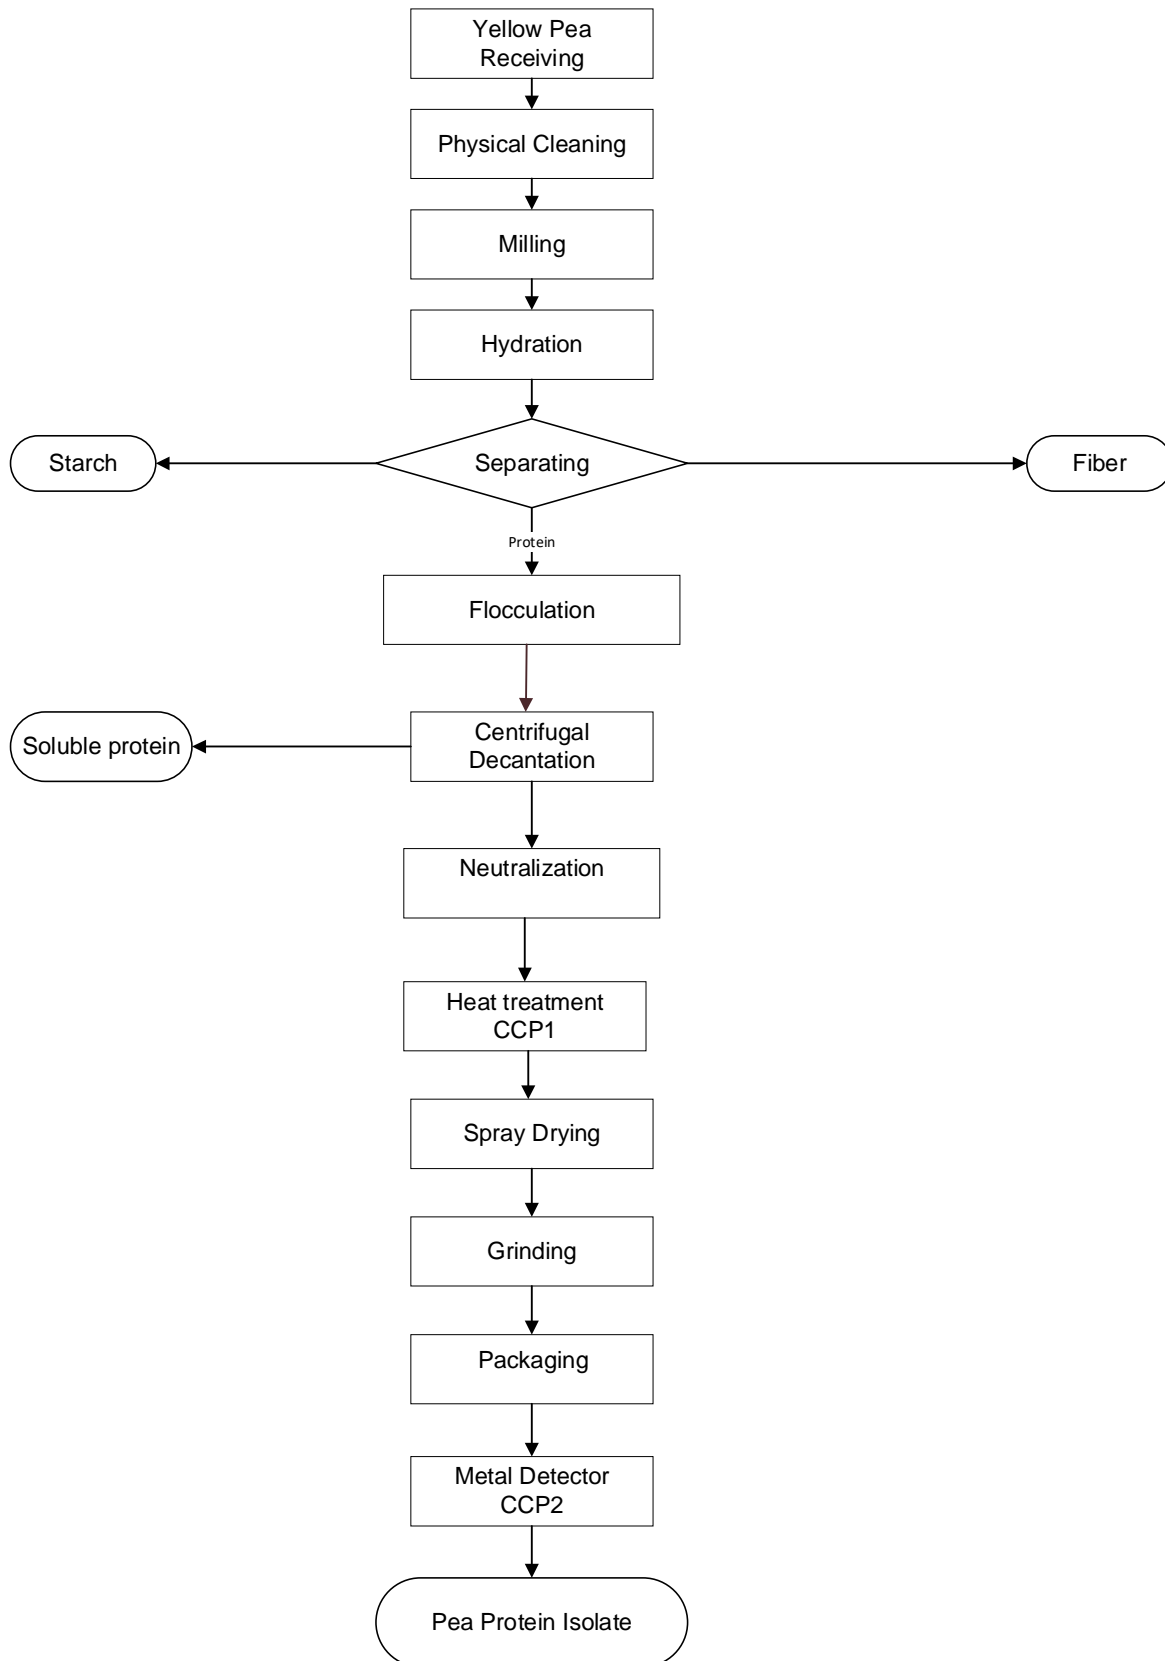 Yellow Pea
Receiving
Physical Cleaning
Milling
Hydration
Starch
Separating
Fiber
Protein
Flocculation
Soluble protein
Centrifugal
Decantation
Neutralization
Heat treatment
CCP1
Spray Drying
Grinding
Packaging
Metal Detector
CCP2
Pea Protein Isolate